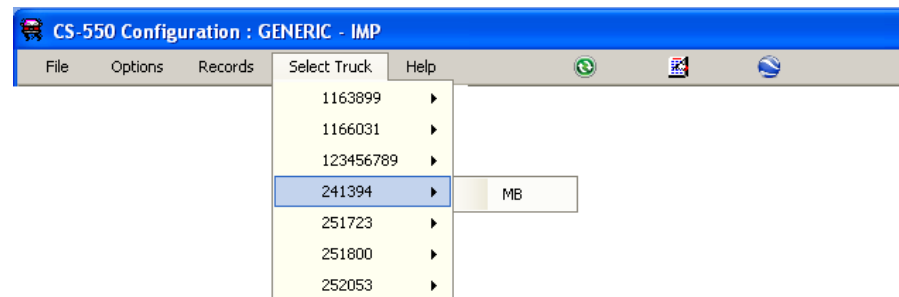 CS-550 Configuration : GENERIC - IMP
File Options Records Select Truck Help
1163899
1166031
123456789
241394 MB
251723
251800
252053